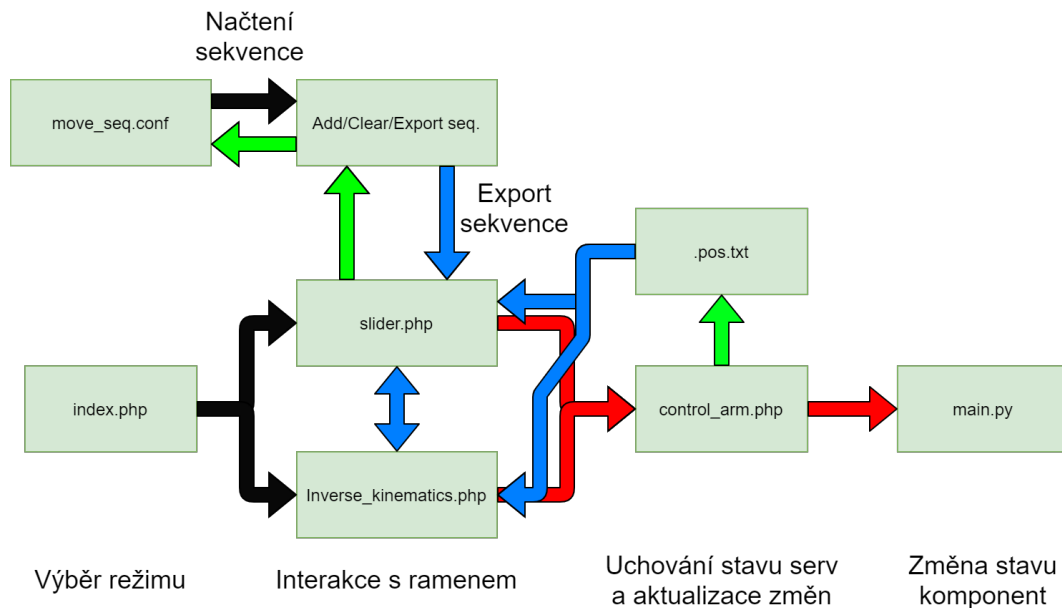 Načtení
sekvence
move_seq.conf
Add/Clear/Export seq.
Export
sekvence
.pos.txt
slider.php
index.php
control_arm.php
main.py
Inverse_kinematics.php
Výběr režimu
Interakce s ramenem
Uchování stavu serv
a aktualizace změn
Změna stavu
komponent